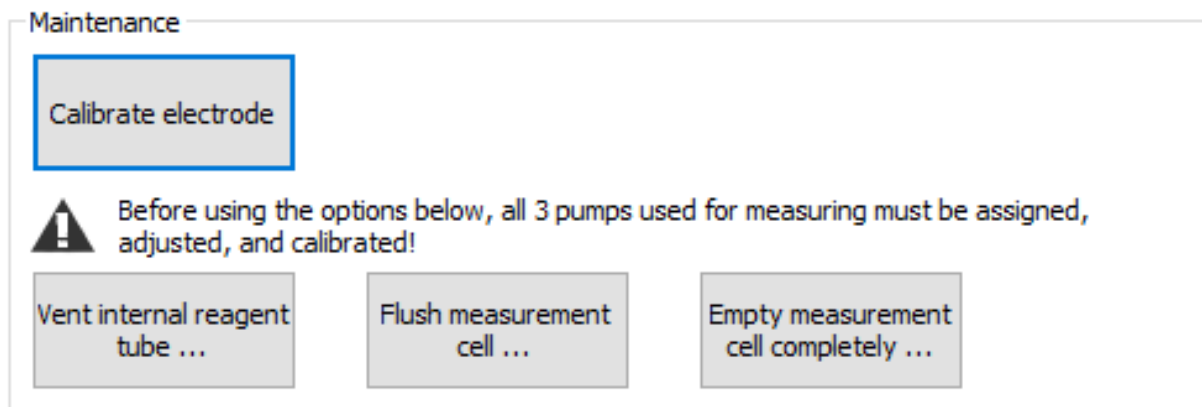 Maintenance
Calibrate electrode
Before using the options below, all 3 pumps used for measuring must be assigned,
adjusted, and calibrated!
Vent internal reagent
tube ...
Flush measurement
cell ...
Empty measurement
cell completely ...